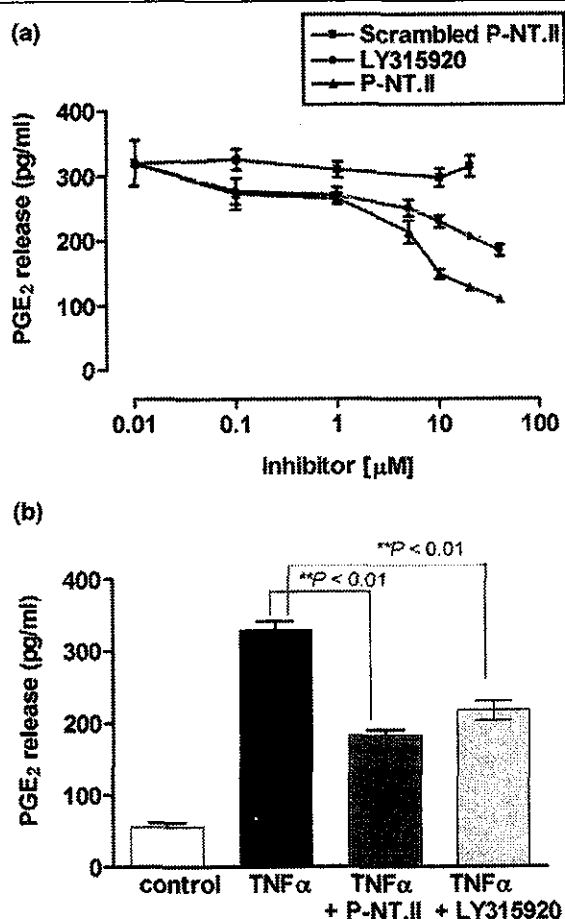 (a)
Scrambled P-NT.II
LY315920
P-NT.II
PGE₂ release (pg/ml)
400
300
200
100
0
0.01 0.1 1 10 100
Inhibitor [µM]
(b)
**P < 0.01
**P < 0.01
PGE₂ release (pg/ml)
400
300
200
100
0
control TNFα TNFα TNFα
+ P-NT.II + LY315920